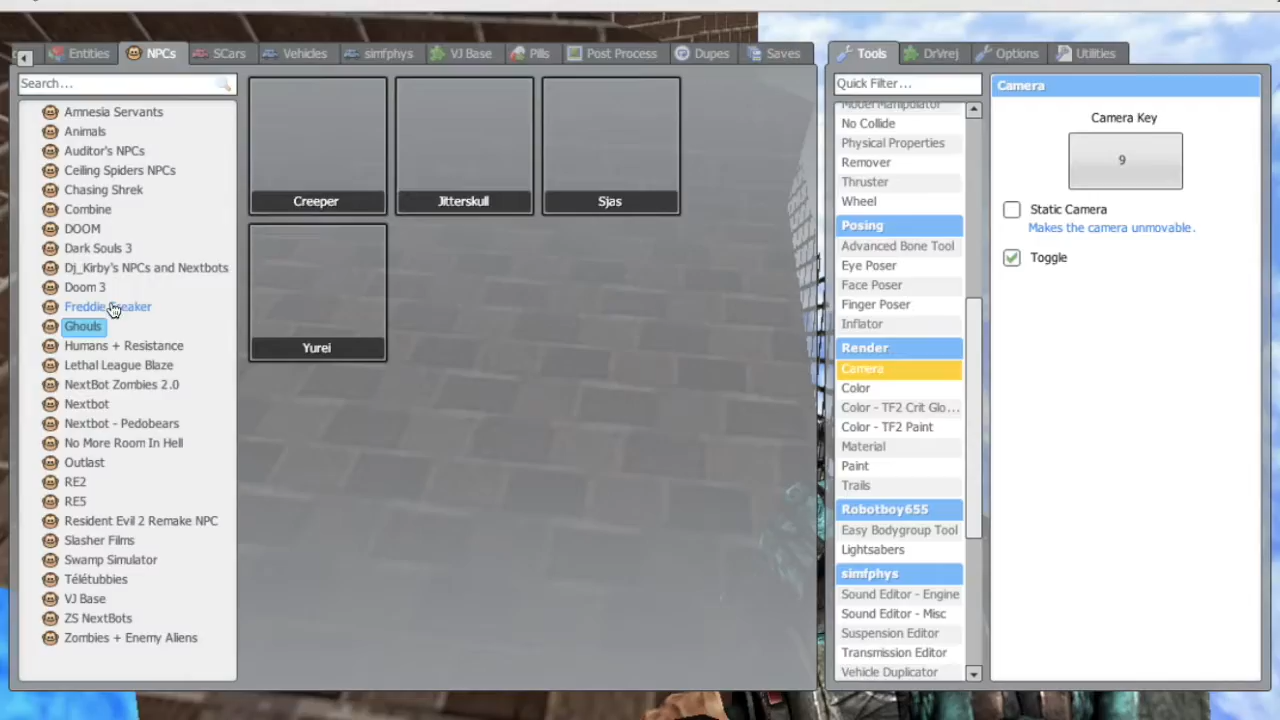 Entities
NPCs
SCars
Vehicles
simfphys
VJ Base
Pills
Post Process
Dupes
Saves
Search...
Amnesia Servants
Animals
Auditor's NPCs
Ceiling Spiders NPCs
Chasing Shrek
Combine
DOOM
Dark Souls 3
Dj_Kirby's NPCs and Nextbots
Doom 3
Freddie Freaker
Ghouls
Humans + Resistance
Lethal League Blaze
NextBot Zombies 2.0
Nextbot
Nextbot - Pedobears
No More Room In Hell
Outlast
RE2
RE5
Resident Evil 2 Remake NPC
Slasher Films
Swamp Simulator
Télétubbies
VJ Base
ZS NextBots
Zombies + Enemy Aliens
Creeper
Jitterskull
Sjas
Yurei
Tools
DrVrej
Options
Utilities
Quick Filter...
Model Manipulator
No Collide
Physical Properties
Remover
Thruster
Wheel
Posing
Advanced Bone Tool
Eye Poser
Face Poser
Finger Poser
Inflator
Render
Camera
Color
Color - TF2 Crit Glo...
Color - TF2 Paint
Material
Paint
Trails
Robotboy655
Easy Bodygroup Tool
Lightsabers
simfphys
Sound Editor - Engine
Sound Editor - Misc
Suspension Editor
Transmission Editor
Vehicle Duplicator
Camera
Camera Key
9
Static Camera
Makes the camera unmovable.
Toggle